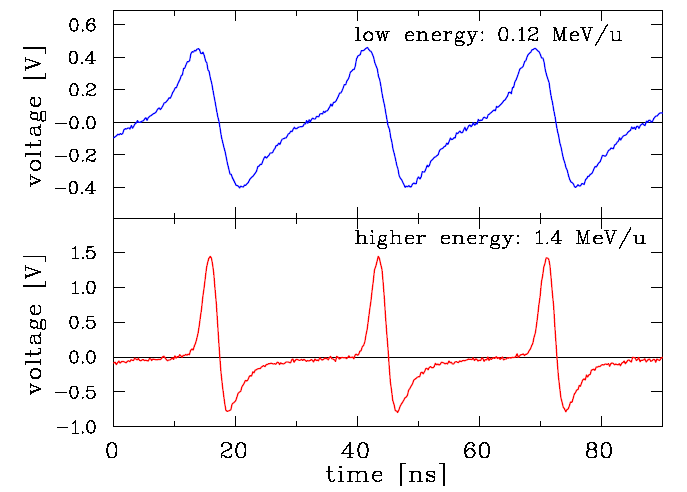 low energy: 0.12 MeV/u
voltage [V]
0.6
0.4
0.2
-0.0
-0.2
-0.4
higher energy: 1.4 MeV/u
voltage [V]
1.5
1.0
0.5
0.0
-0.5
-1.0
0 20 40 60 80
time [ns]